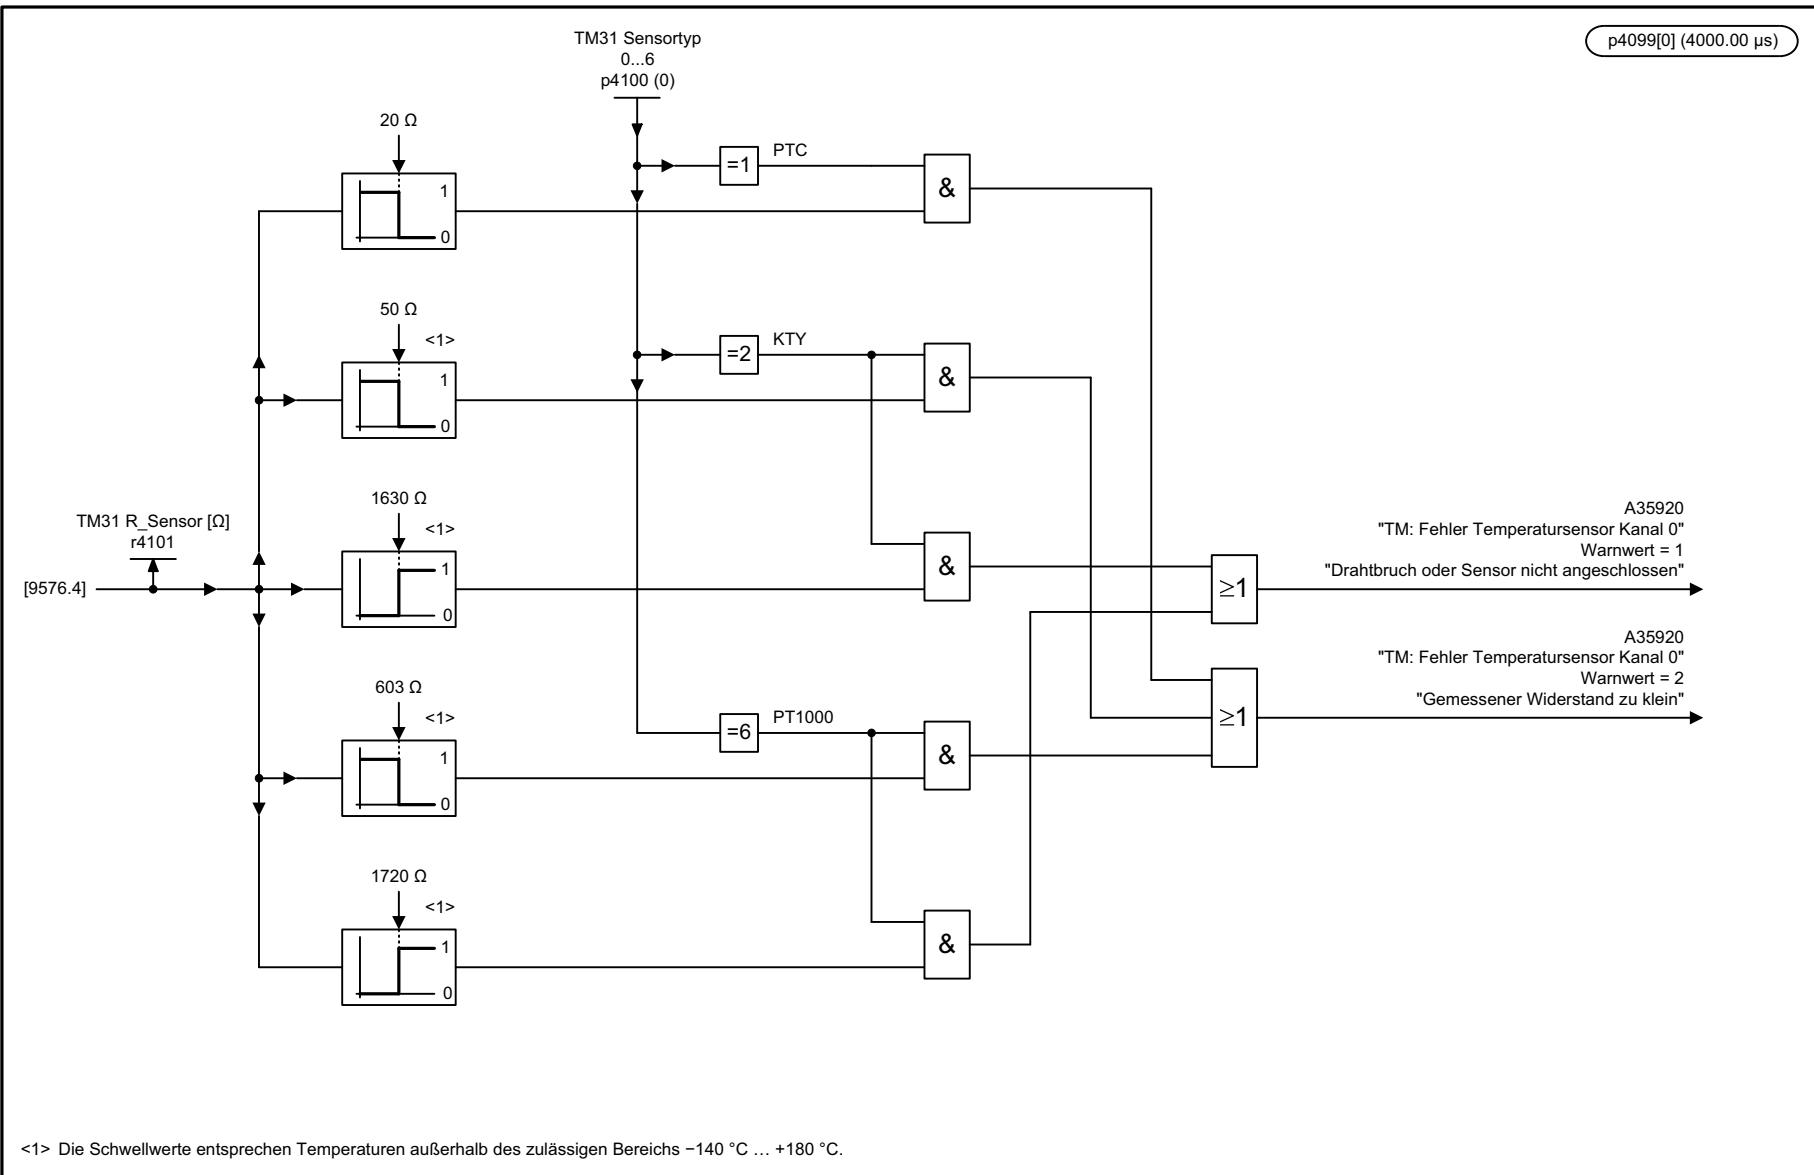 p4099[0] (4000.00 µs)
TM31 Sensortyp
0...6
p4100 (0)
20 Ω
1
0
=1
PTC
&
50 Ω
<1>
1
0
=2
KTY
&
1630 Ω
<1>
1
0
&
TM31 R_Sensor [Ω]
r4101
[9576.4]
≥1
A35920
"TM: Fehler Temperatursensor Kanal 0"
Warnwert = 1
"Drahtbruch oder Sensor nicht angeschlossen"
603 Ω
<1>
1
0
=6
PT1000
&
≥1
A35920
"TM: Fehler Temperatursensor Kanal 0"
Warnwert = 2
"Gemessener Widerstand zu klein"
1720 Ω
<1>
1
0
&
<1> Die Schwellwerte entsprechen Temperaturen außerhalb des zulässigen Bereichs −140 °C … +180 °C.